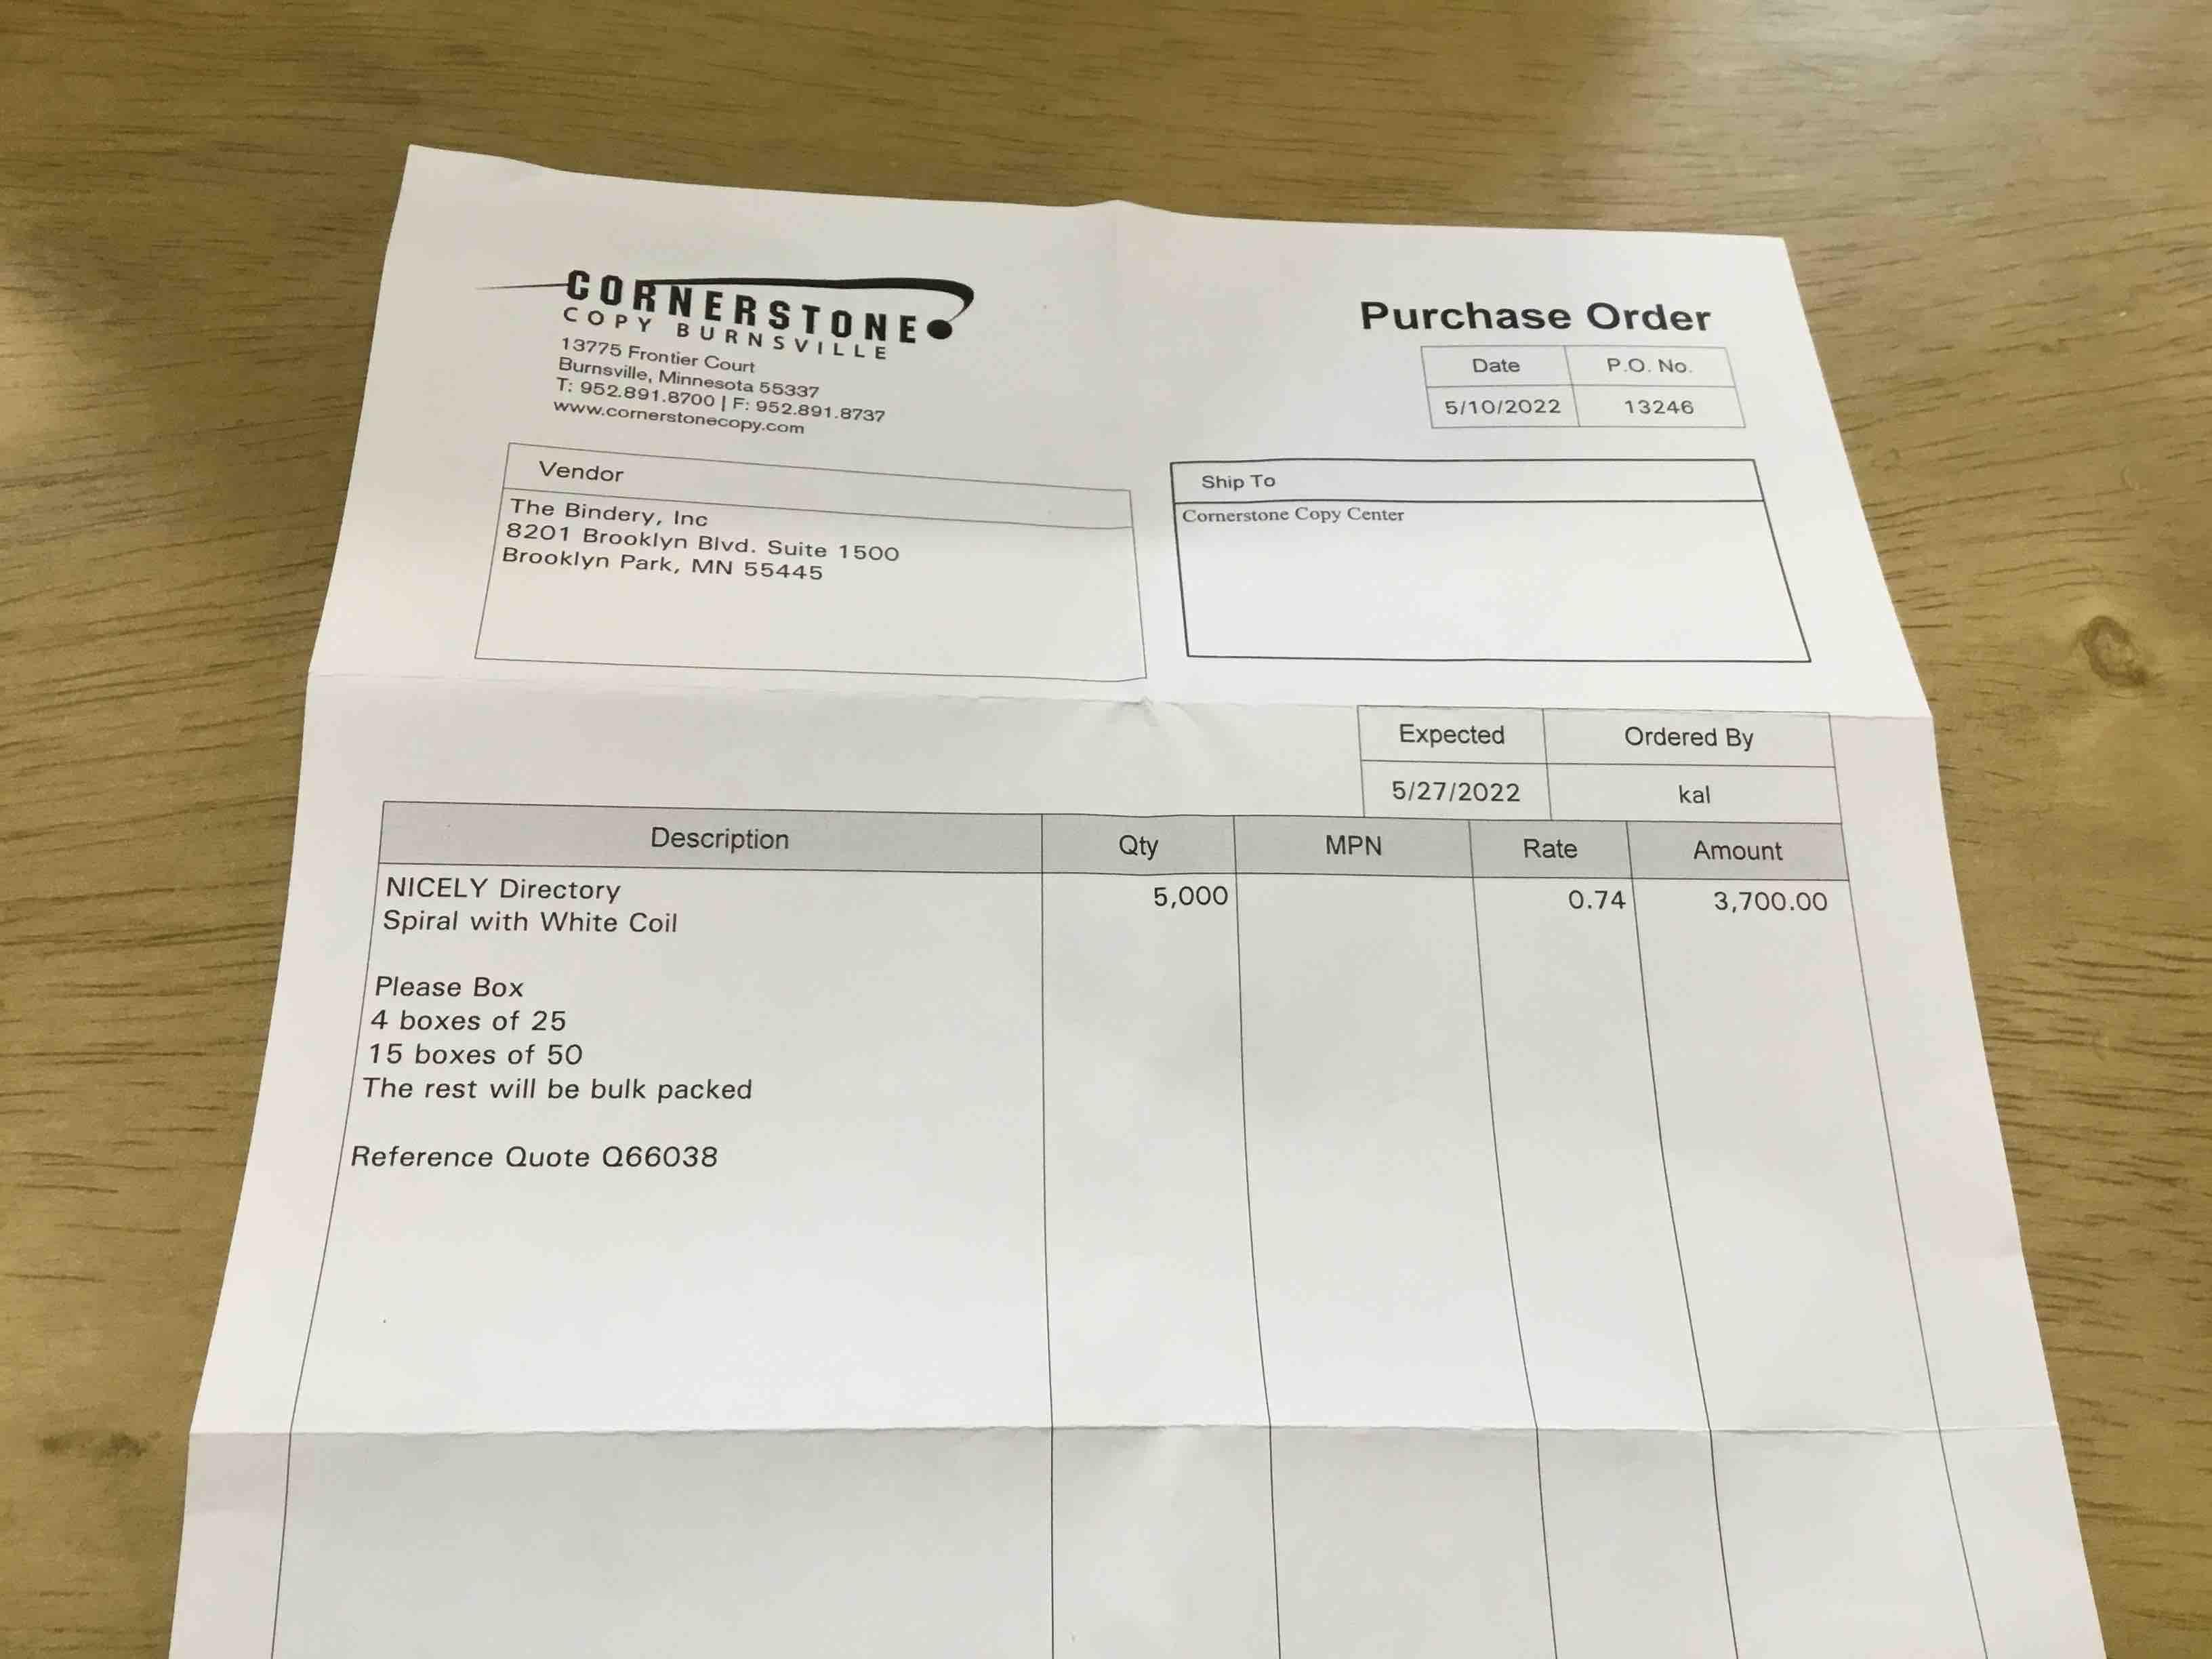 CORNERSTONE
COPY BURNSVILLE
13775 Frontier Court
Burnsville, Minnesota 55337
T: 952.891.8700 | F: 952.891.8737
www.cornerstonecopy.com
Purchase Order
Date P.O. No.
5/10/2022 13246
Vendor
The Bindery, Inc
8201 Brooklyn Blvd. Suite 1500
Brooklyn Park, MN 55445
Ship To
Cornerstone Copy Center
Expected Ordered By
5/27/2022 kal
Description Qty MPN Rate Amount
NICELY Directory 5,000 0.74 3,700.00
Spiral with White Coil
Please Box
4 boxes of 25
15 boxes of 50
The rest will be bulk packed
Reference Quote Q66038